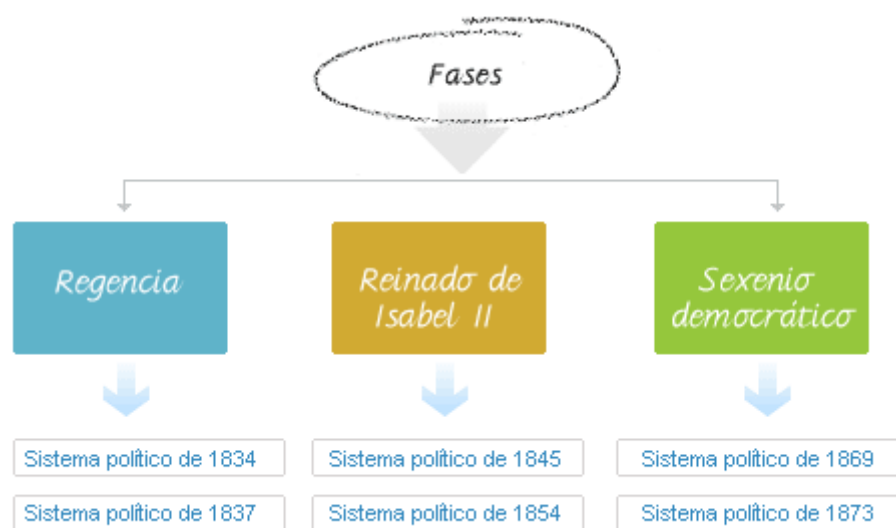 Fases
Regencia
Reinado de
Isabel II
Sexenio
democrático
Sistema político de 1834
Sistema político de 1845
Sistema político de 1869
Sistema político de 1837
Sistema político de 1854
Sistema político de 1873